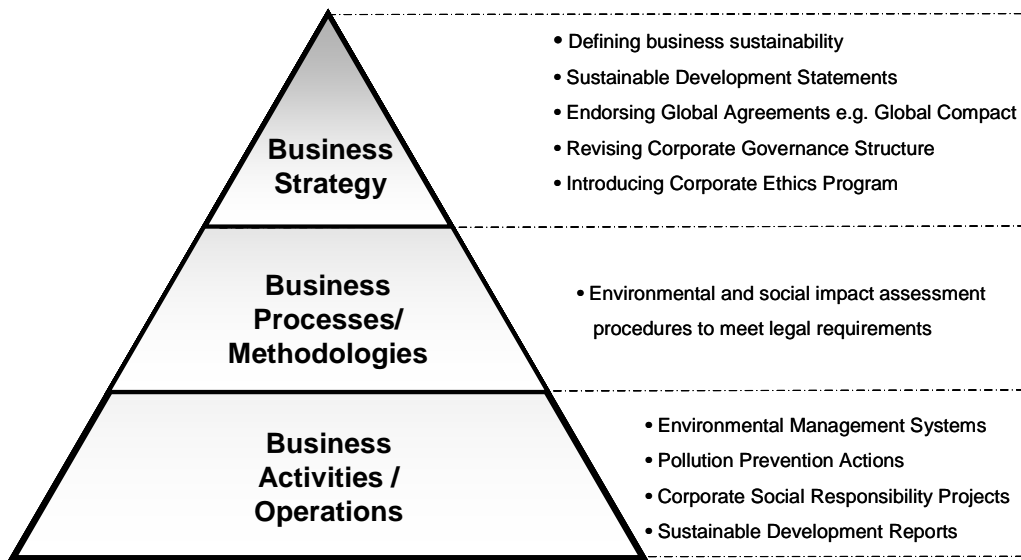 Business
Strategy
• Defining business sustainability
• Sustainable Development Statements
• Endorsing Global Agreements e.g. Global Compact
• Revising Corporate Governance Structure
• Introducing Corporate Ethics Program
Business
Processes/
Methodologies
• Environmental and social impact assessment
procedures to meet legal requirements
Business
Activities /
Operations
• Environmental Management Systems
• Pollution Prevention Actions
• Corporate Social Responsibility Projects
• Sustainable Development Reports